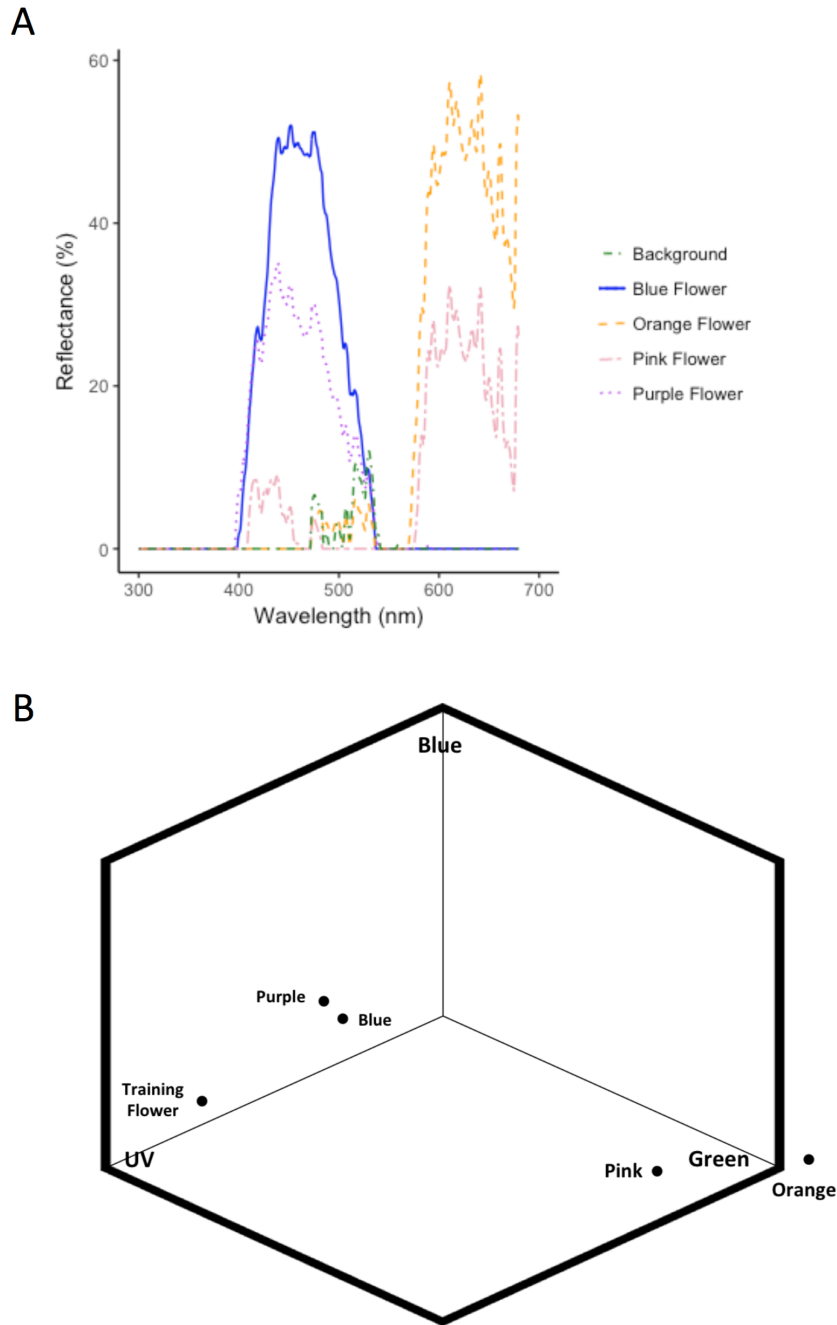 A
60
40
20
0
Reflectance (%)
300 400 500 600 700
Wavelength (nm)
Background
Blue Flower
Orange Flower
Pink Flower
Purple Flower
B
Blue
Purple
Blue
Training
Flower
UV
Pink
Green
Orange